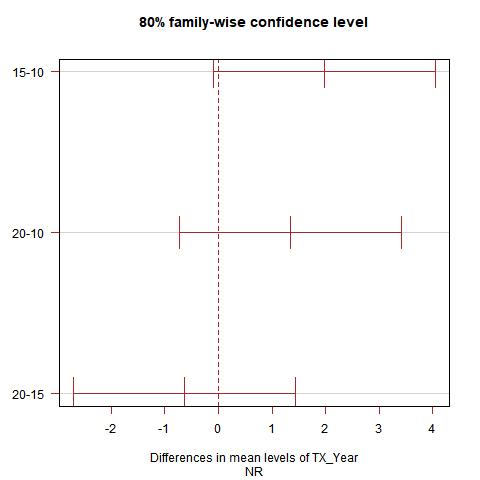 80% family-wise confidence level
15-10
20-10
20-15
-2 -1 0 1 2 3 4
Differences in mean levels of TX_Year
NR